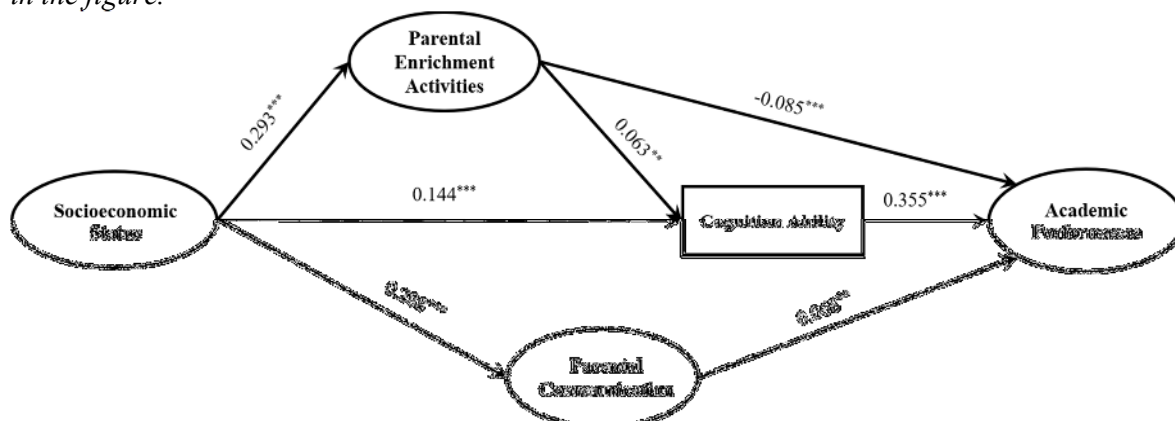 in the figure.
Parental
Enrichment
Activities
-0.085***
0.293***
0.063**
0.144***
0.355***
Socioeconomic
Status
Cognition Ability
Academic
Performance
Parental
Communication